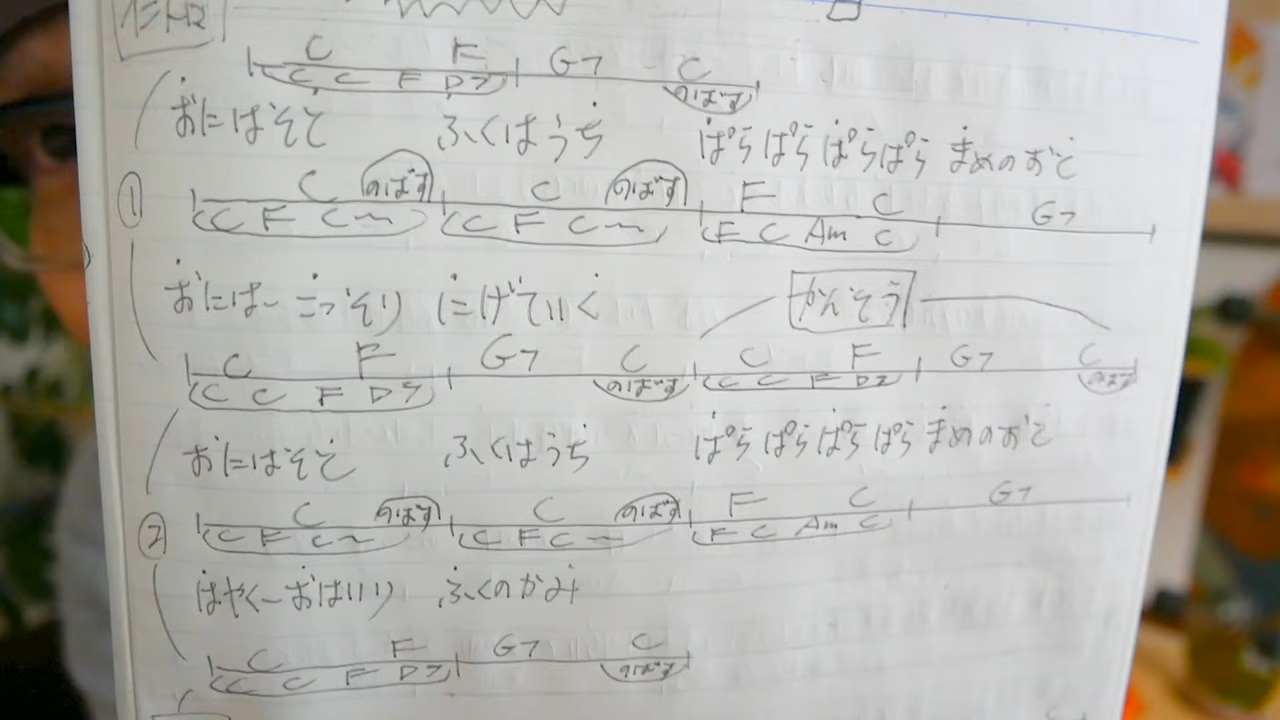 C F G7 C
C C F D7 のばす
おにはそと ふくはうち ぱらぱらぱらぱら まめのおと
① C のばす C のばす F C G7
C F C〜 C F C〜 F C Am C
おには〜こっそり にげていく かんそう
C F G7 C C F G7 C
C C F D7 のばす C C F D7 のばす
おにはそと ふくはうち ぱらぱらぱらぱら まめのおと
② C のばす C のばす F C G7
C F C〜 C F C〜 F C Am C
はやく〜おはいり ふくのかみ
C F G7 C
C C F D7 のばす